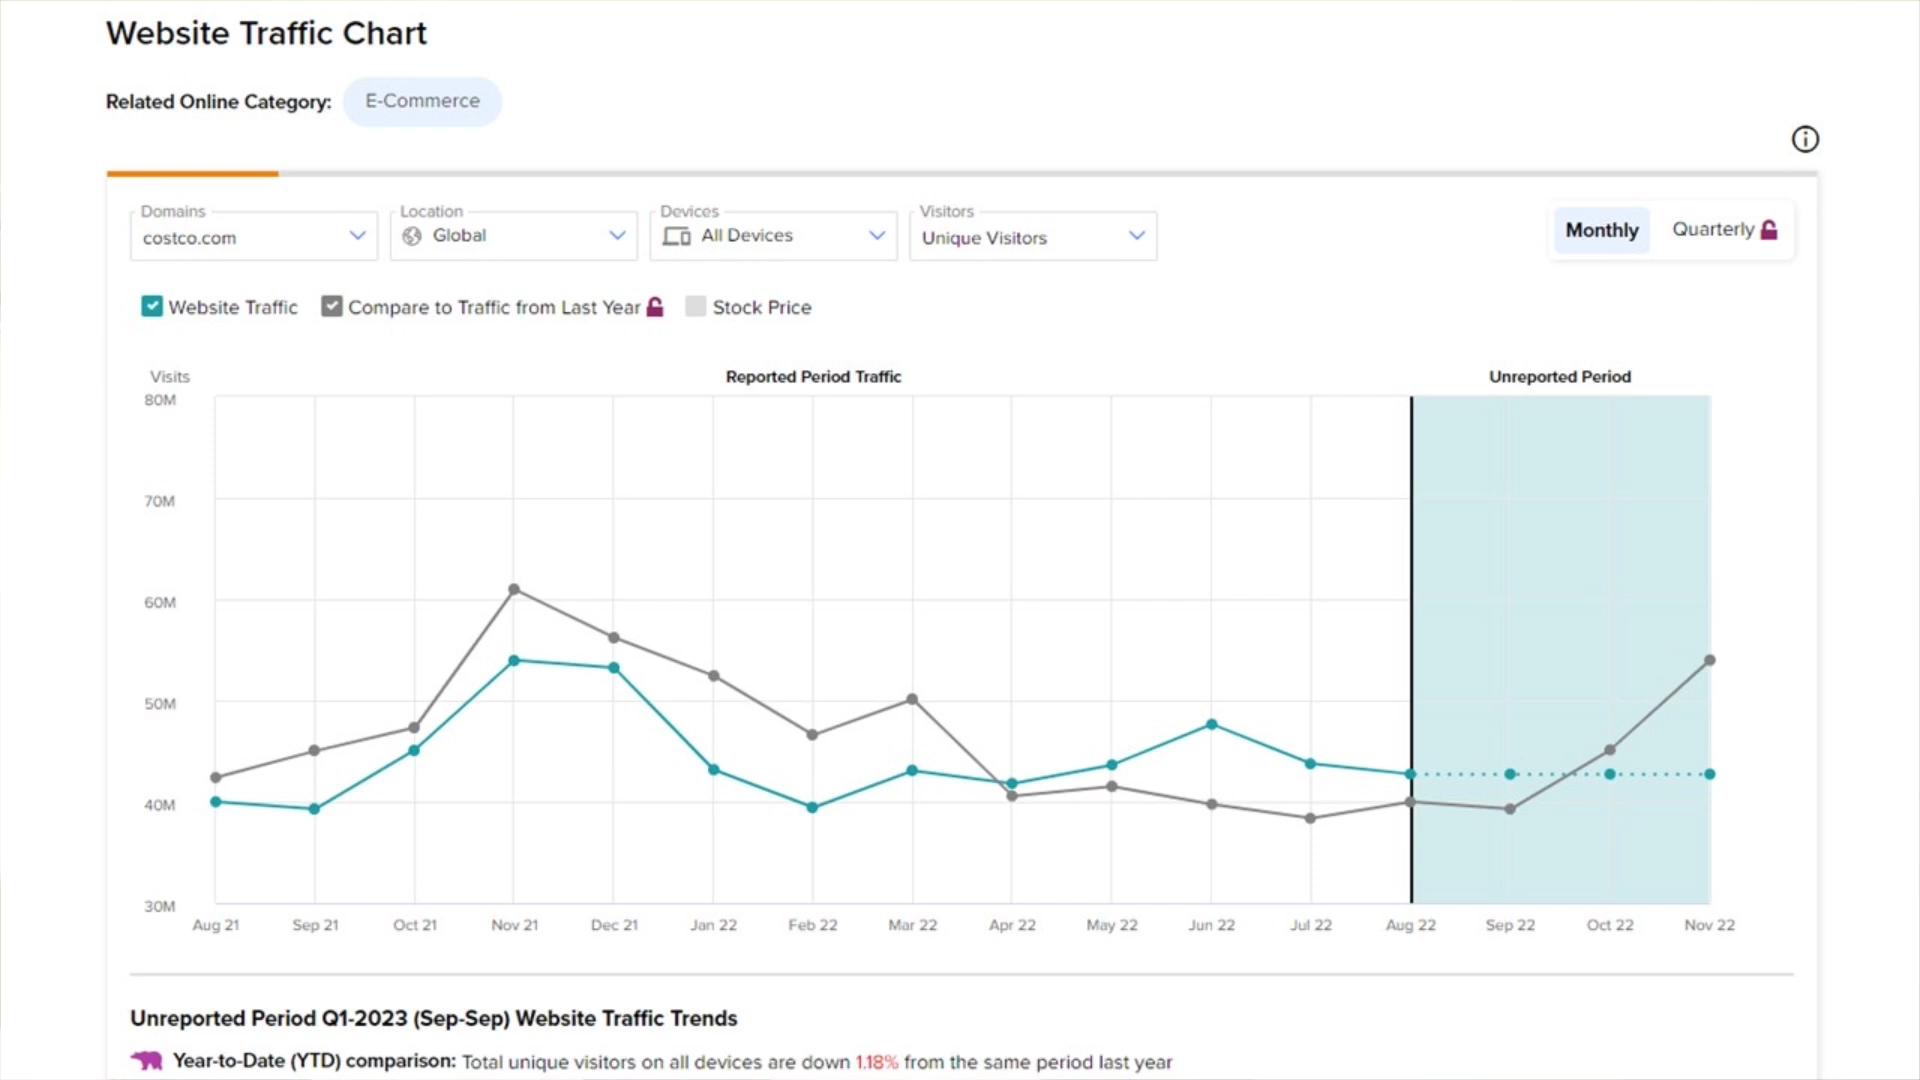 Website Traffic Chart
Related Online Category: E-Commerce
Domains Location Devices Visitors
costco.com Global All Devices Unique Visitors
Monthly Quarterly
Website Traffic Compare to Traffic from Last Year Stock Price
Visits Reported Period Traffic Unreported Period
80M
70M
60M
50M
40M
30M
Aug 21 Sep 21 Oct 21 Nov 21 Dec 21 Jan 22 Feb 22 Mar 22 Apr 22 May 22 Jun 22 Jul 22 Aug 22 Sep 22 Oct 22 Nov 22
Unreported Period Q1-2023 (Sep-Sep) Website Traffic Trends
Year-to-Date (YTD) comparison: Total unique visitors on all devices are down 1.18% from the same period last year